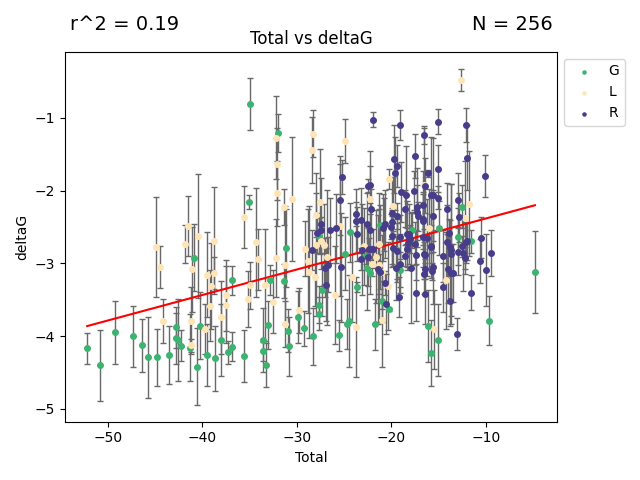 r^2 = 0.19 N = 256
Total vs deltaG
G
L
R
−1
−2
−3
−4
−5
deltaG
−50 −40 −30 −20 −10
Total